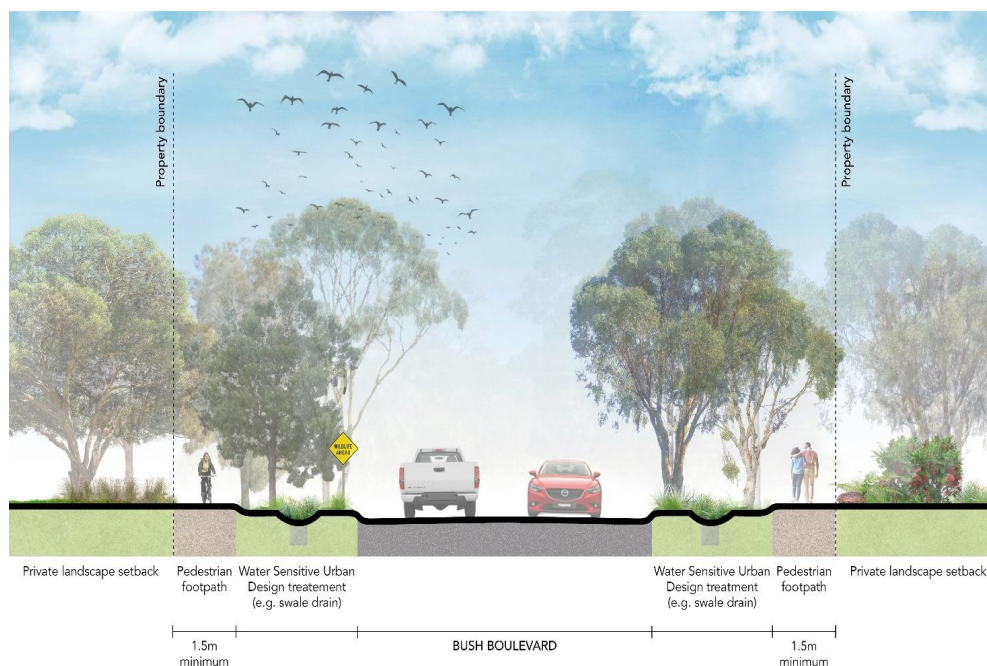 Property boundary
Property boundary
WILDLIFE
AHEAD
Private landscape setback
Pedestrian
footpath
Water Sensitive Urban
Design treatement
(e.g. swale drain)
Water Sensitive Urban
Design treatment
(e.g. swale drain)
Pedestrian
footpath
Private landscape setback
1.5m
minimum
BUSH BOULEVARD
1.5m
minimum